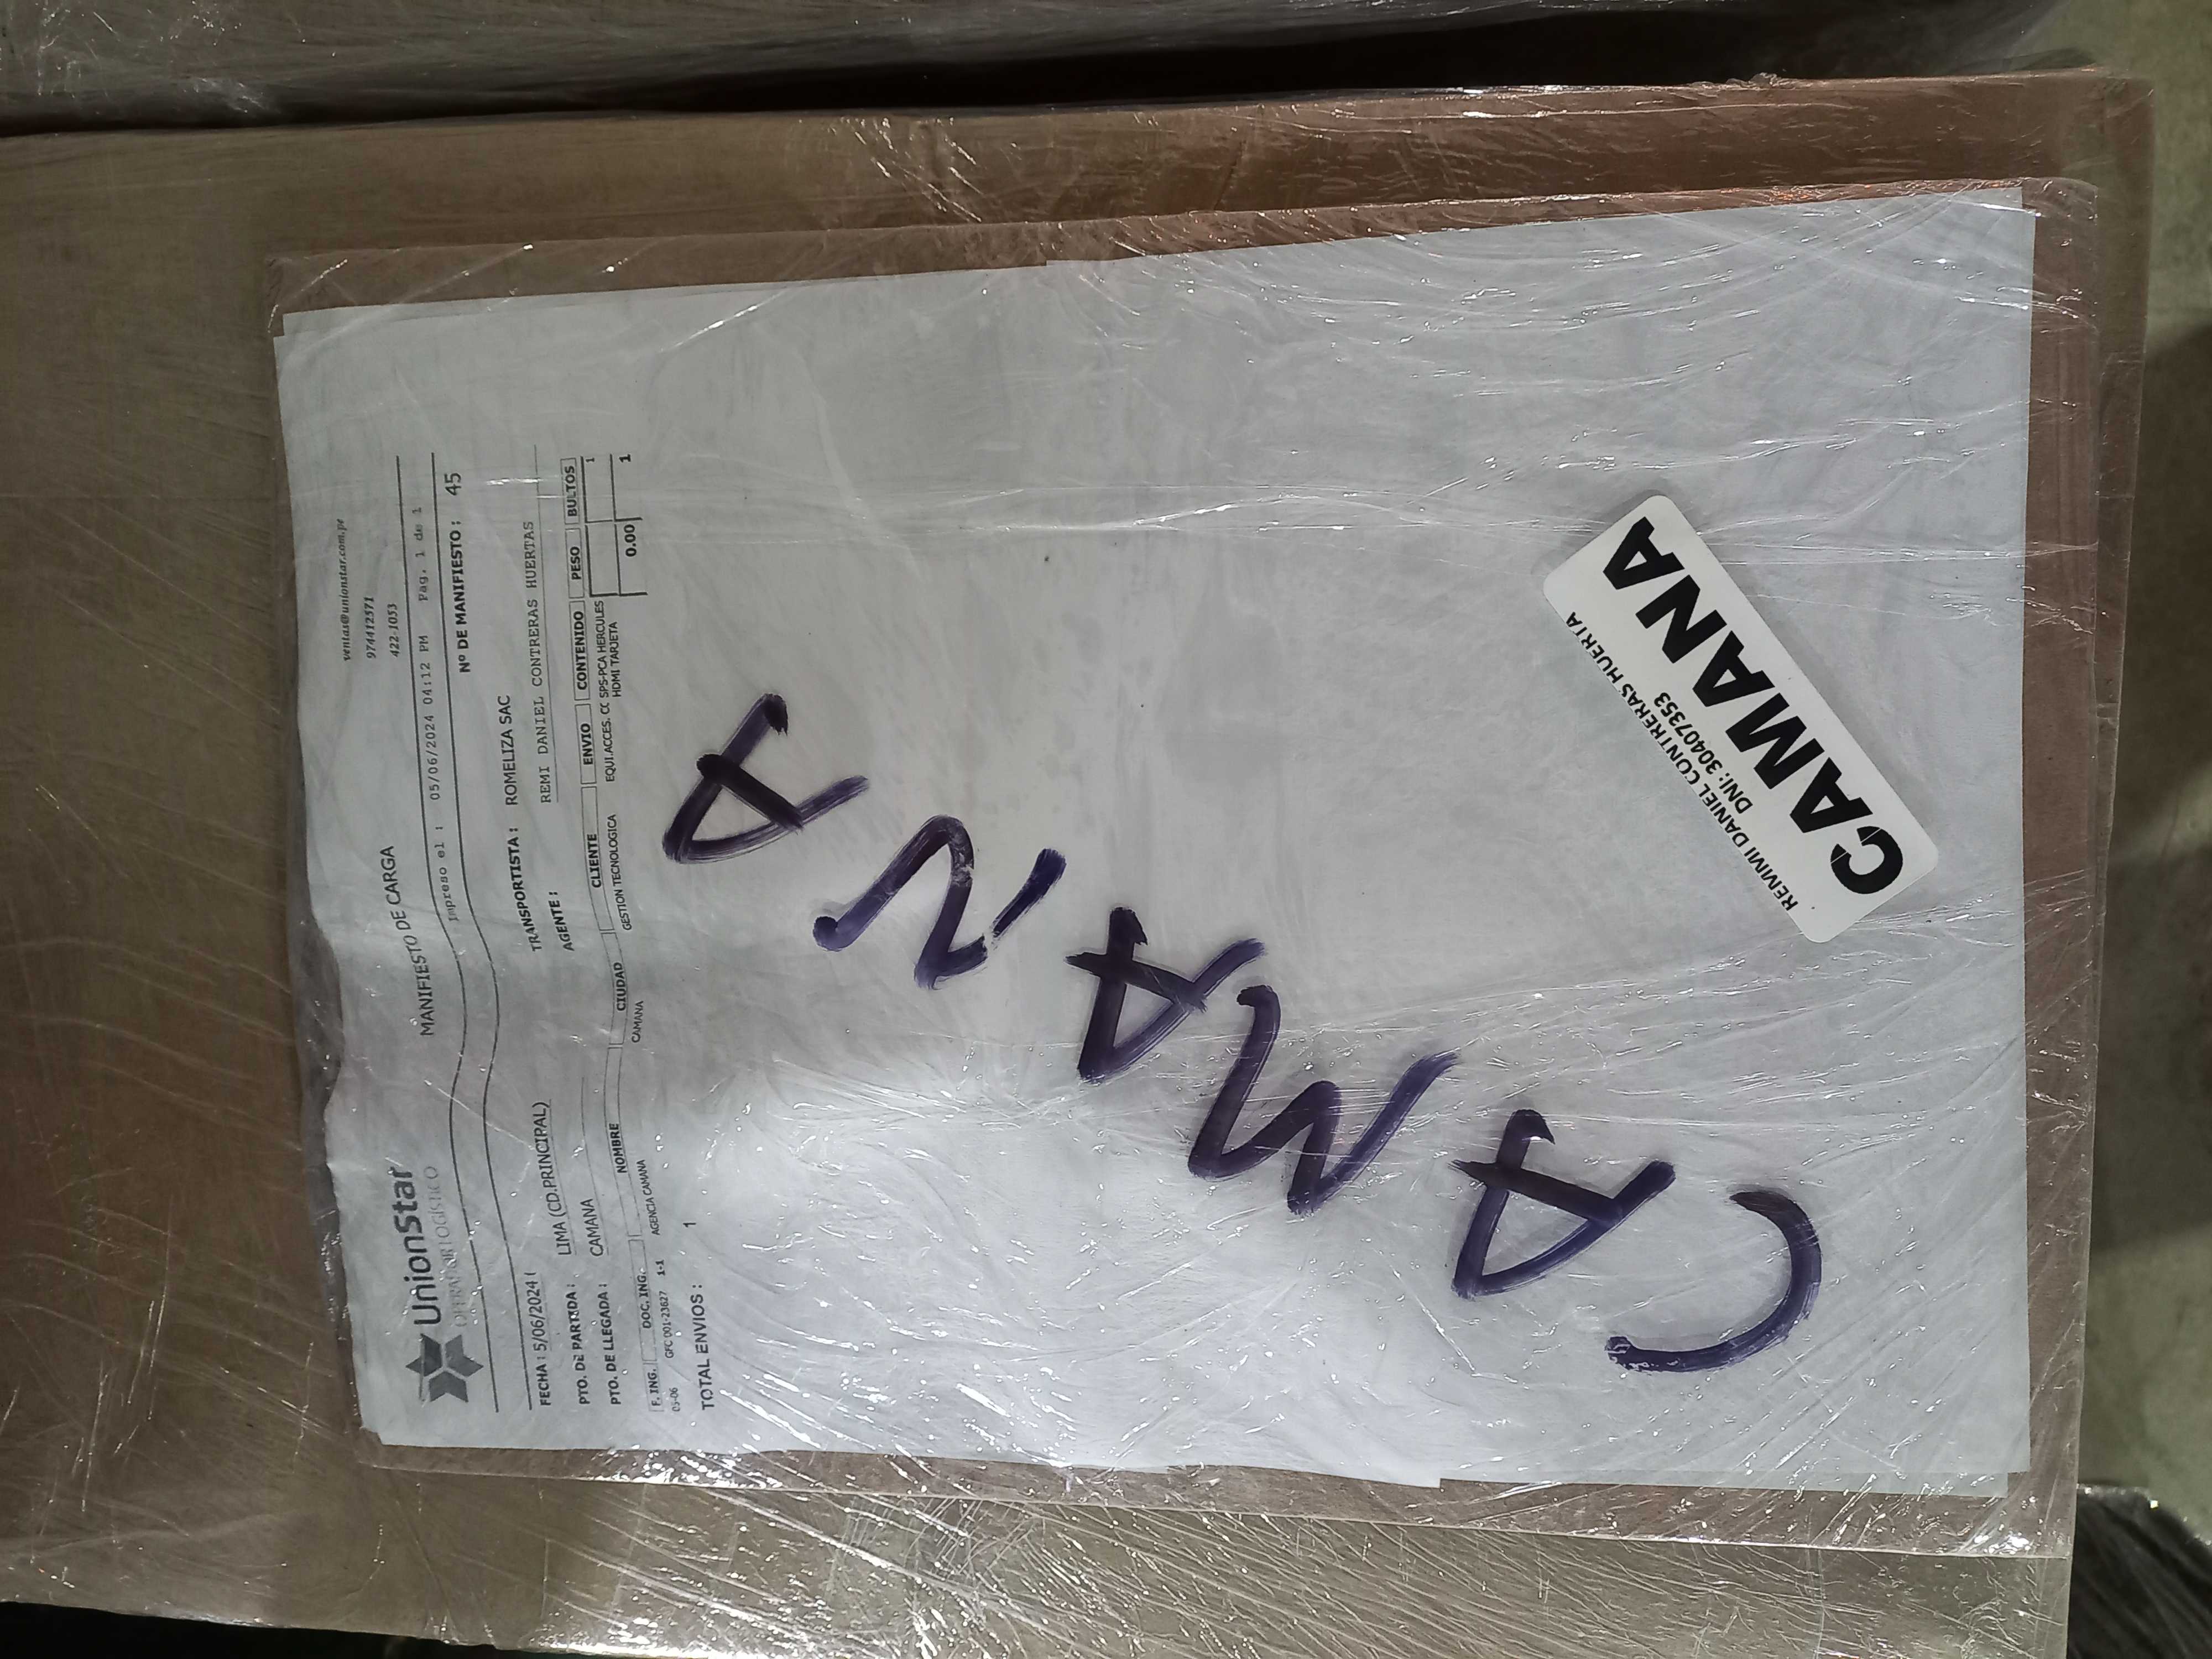 UnionStar
OPERADOR LOGISTICO
MANIFIESTO DE CARGA
ventas@unionstar.com.pe
974412571
422-1053
Impreso el : 05/06/2024 04:12 PM Pag. 1 de 1
Nº DE MANIFIESTO : 45
FECHA : 5/06/2024
TRANSPORTISTA : ROMELIZA SAC
PTO. DE PARTIDA : LIMA (CD.PRINCIPAL)
AGENTE : REMI DANIEL CONTRERAS HUERTAS
PTO. DE LLEGADA : CAMANA
F. ING. DOC. ING. NOMBRE CIUDAD CLIENTE ENVIO CONTENIDO PESO BULTOS
05-06 GPC 001-23627 1-1 AGENCIA CAMANA CAMANA GESTION TECNOLOGICA EQUI.ACCES. CC SPS-PCA HERCULES 1
HDMI TARJETA
TOTAL ENVIOS : 1 0.00 1
CAMAÑA
REMMI DANIEL CONTRERAS HUERTA
DNI: 30407353
CAMANA